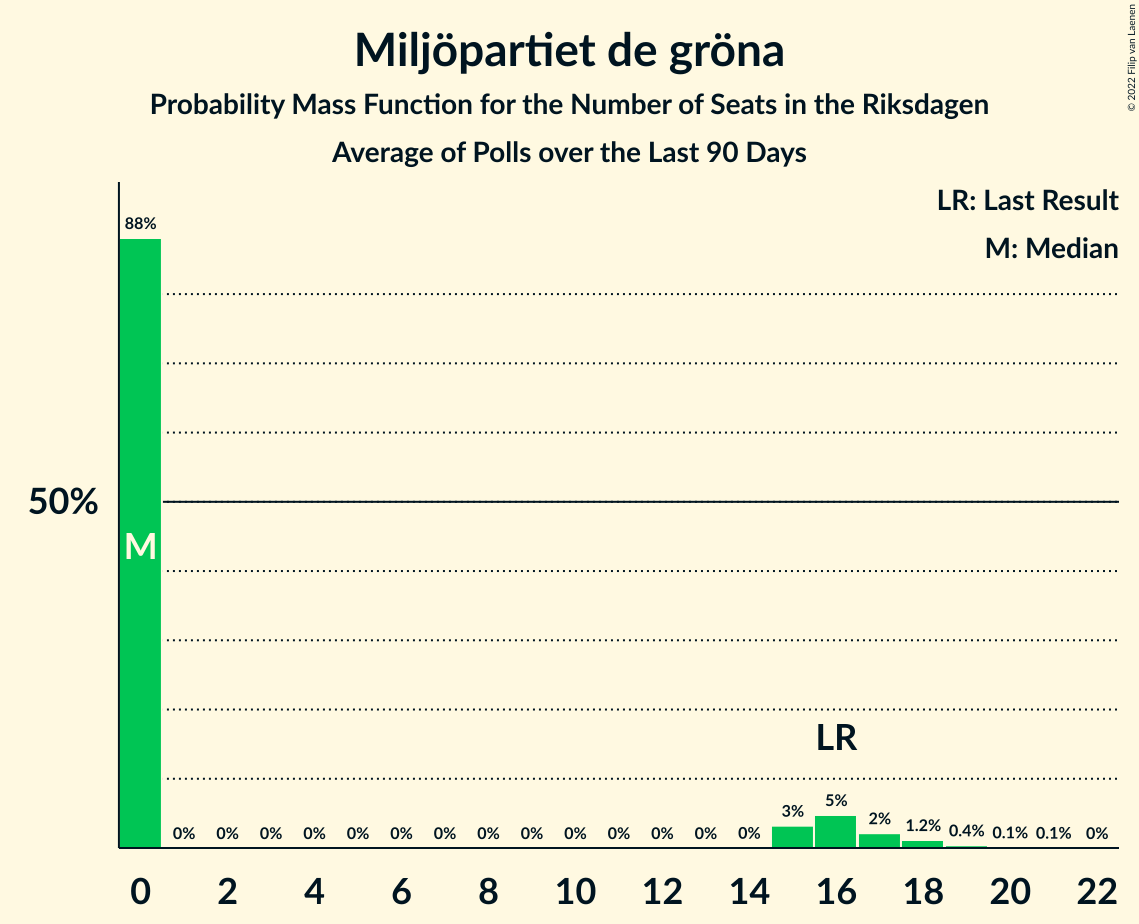 Miljöpartiet de gröna
Probability Mass Function for the Number of Seats in the Riksdagen
Average of Polls over the Last 90 Days
© 2022 Filip van Laenen
LR: Last Result
M: Median
88%
50%
M
LR
0% 0% 0% 0% 0% 0% 0% 0% 0% 0% 0% 0% 0% 0% 3% 5% 2% 1.2% 0.4% 0.1% 0.1% 0%
0 2 4 6 8 10 12 14 16 18 20 22